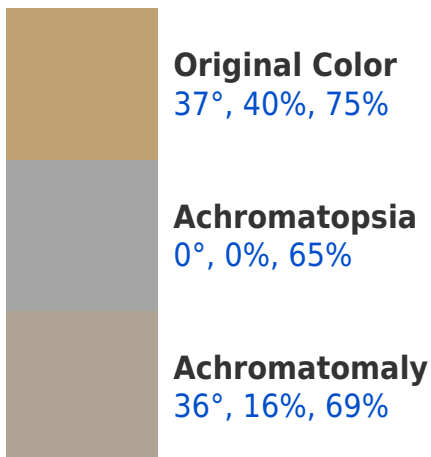 Original Color
37°, 40%, 75%
Achromatopsia
0°, 0%, 65%
Achromatomaly
36°, 16%, 69%